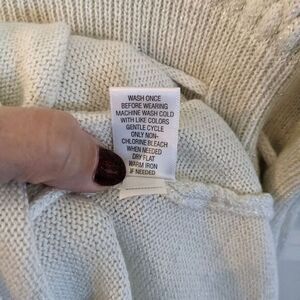 WASH ONCE
BEFORE WEARING
MACHINE WASH COLD
WITH LIKE COLORS
GENTLE CYCLE
ONLY NON-
CHLORINE BLEACH
WHEN NEEDED
DRY FLAT
WARM IRON
IF NEEDED